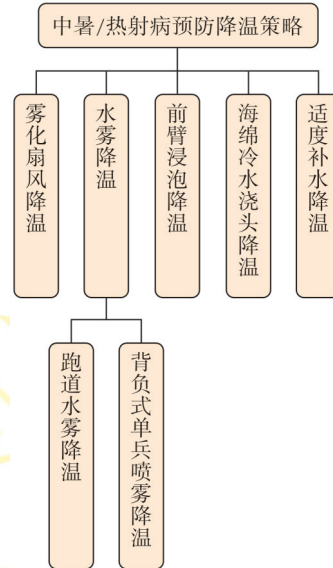 中暑/热射病预防降温策略
雾化扇风降温
水雾降温
前臂浸泡降温
海绵冷水浇头降温
适度补水降温
跑道水雾降温
背负式单兵喷雾降温